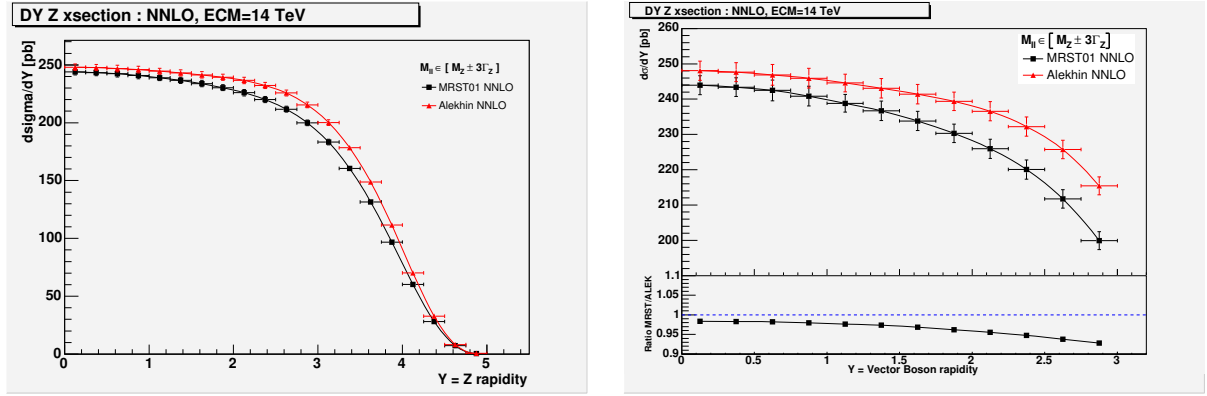 DY Z xsection : NNLO, ECM=14 TeV
dsigma/dY [pb]
250
200
150
100
50
0
M_ll ∈ [ M_Z ± 3Γ_Z ]
MRST01 NNLO
Alekhin NNLO
0 1 2 3 4 5
Y = Z rapidity
DY Z xsection : NNLO, ECM=14 TeV
dσ/dY [pb]
260
250
240
230
220
210
200
M_ll ∈ [ M_Z ± 3Γ_Z ]
MRST01 NNLO
Alekhin NNLO
Ratio MRST/ALEK
1.1
1.05
1
0.95
0.9
0 0.5 1 1.5 2 2.5 3
Y = Vector Boson rapidity